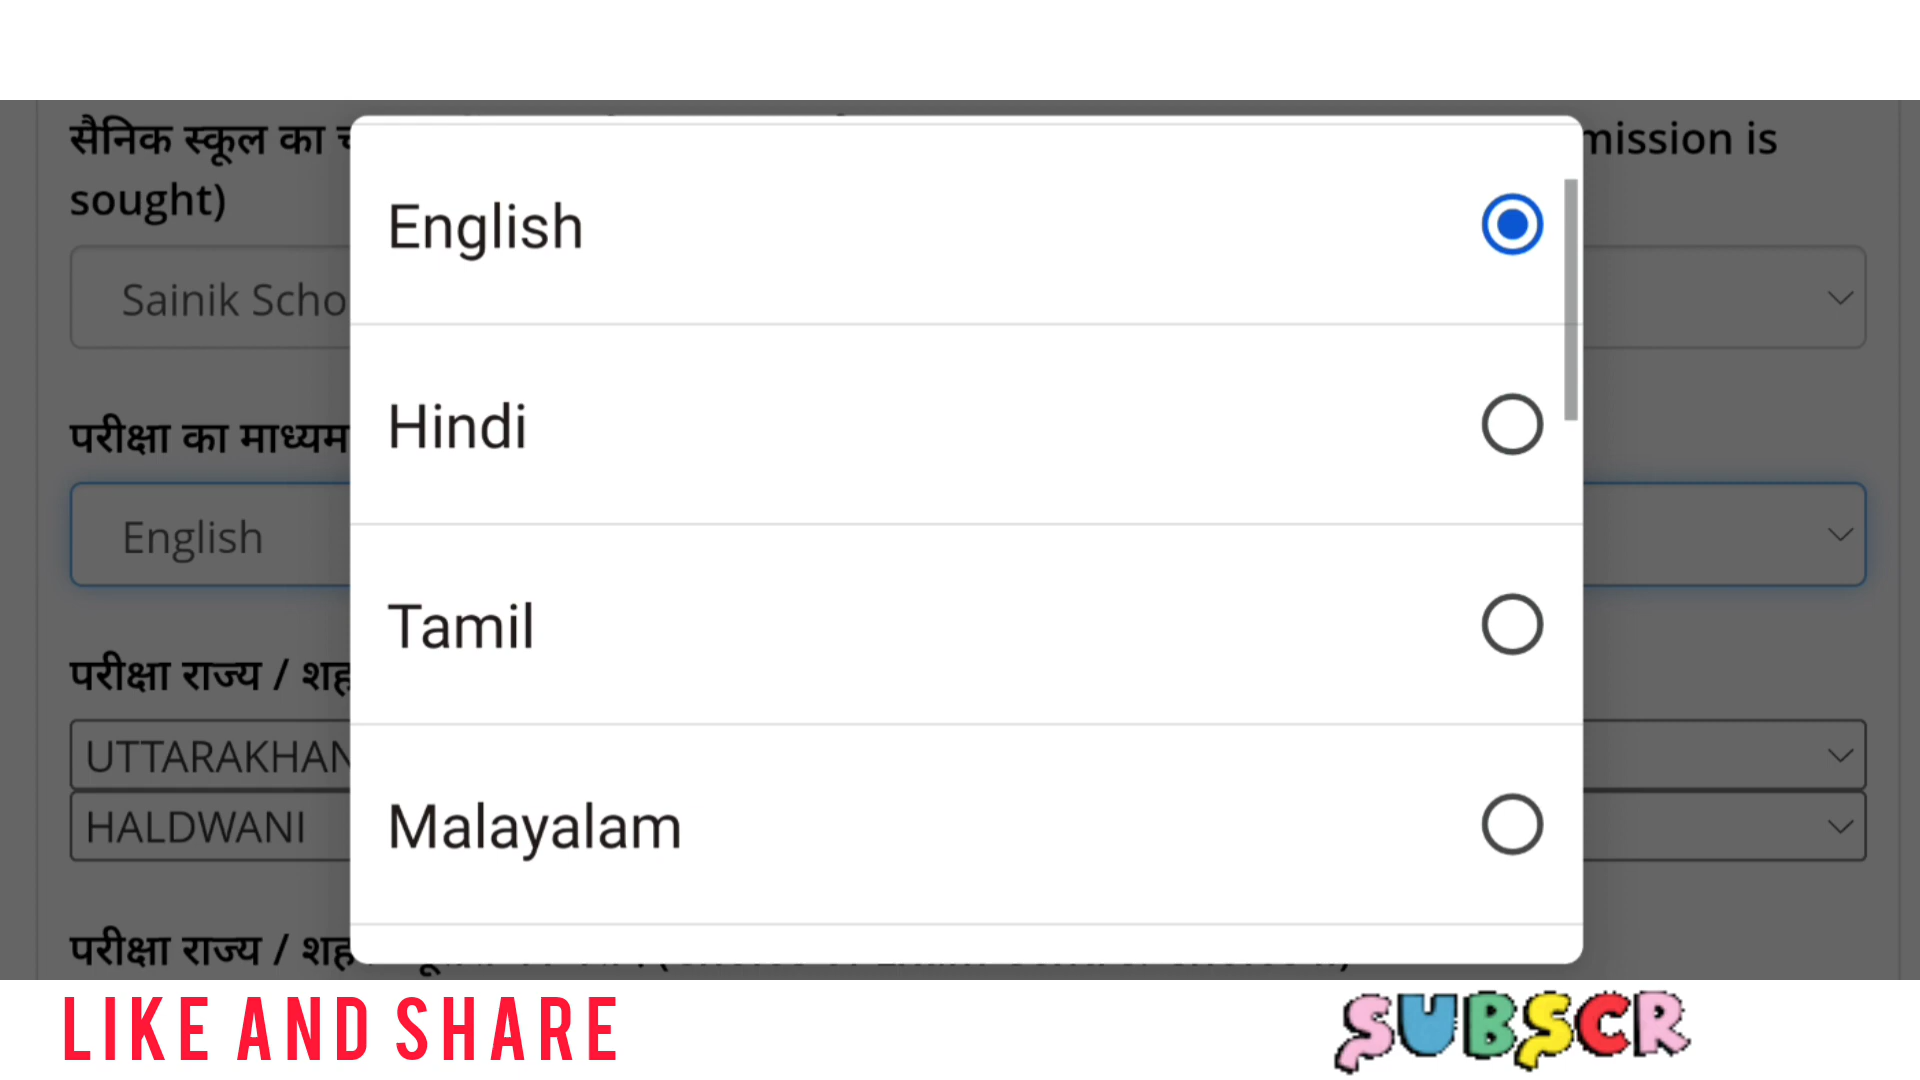 सैनिक स्कूल का
mission is
sought)
Sainik Scho
परीक्षा का माध्यम
English
परीक्षा राज्य / शह
UTTARAKHAN
HALDWANI
परीक्षा राज्य / शह
English
Hindi
Tamil
Malayalam
LIKE AND SHARE
SUBSCR